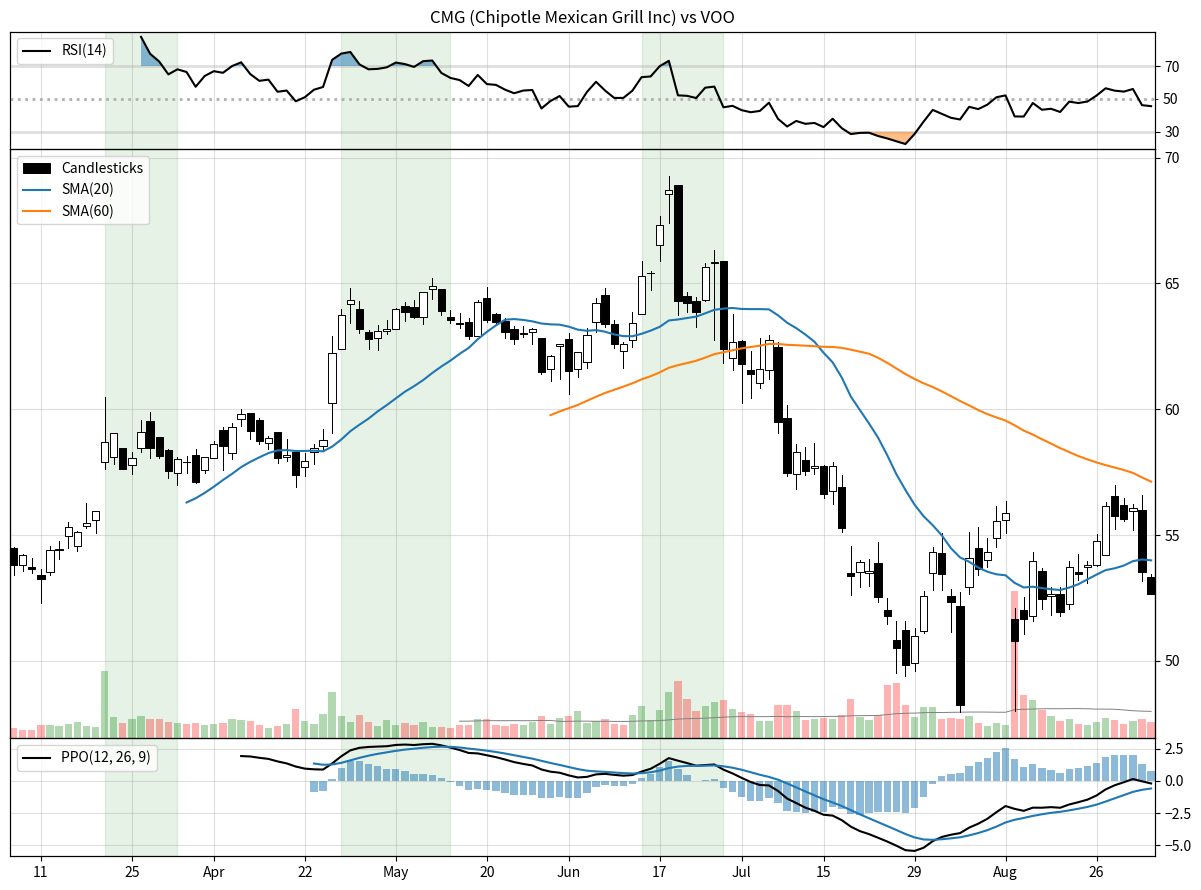 CMG (Chipotle Mexican Grill Inc) vs VOO
RSI(14)
70
50
30
Candlesticks
SMA(20)
SMA(60)
70
65
60
55
50
PPO(12, 26, 9)
2.5
0.0
−2.5
−5.0
11 25 Apr 22 May 20 Jun 17 Jul 15 29 Aug 26